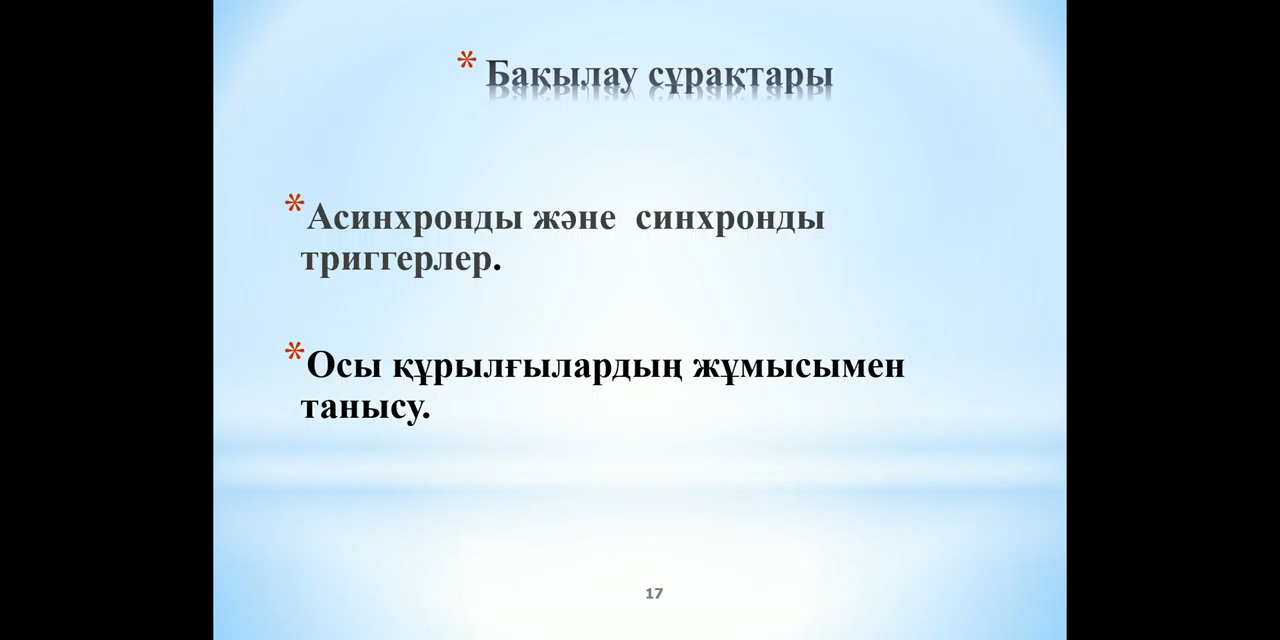 * Бақылау сұрақтары
*Асинхронды және  синхронды
триггерлер.
*Осы құрылғылардың жұмысымен
танысу.
17